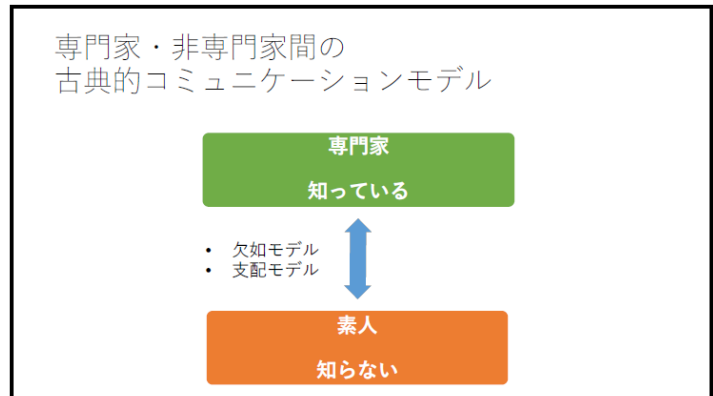 専門家・非専門家間の
古典的コミュニケーションモデル
専門家
知っている
• 欠如モデル
• 支配モデル
素人
知らない